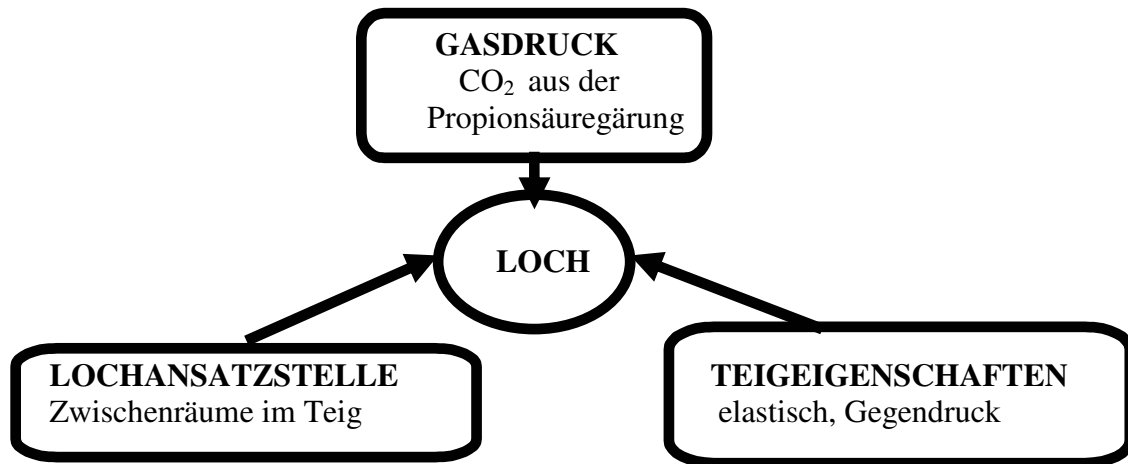 GASDRUCK
CO₂ aus der
Propionsäuregärung
LOCH
LOCHANSATZSTELLE
Zwischenräume im Teig
TEIGEIGENSCHAFTEN
elastisch, Gegendruck